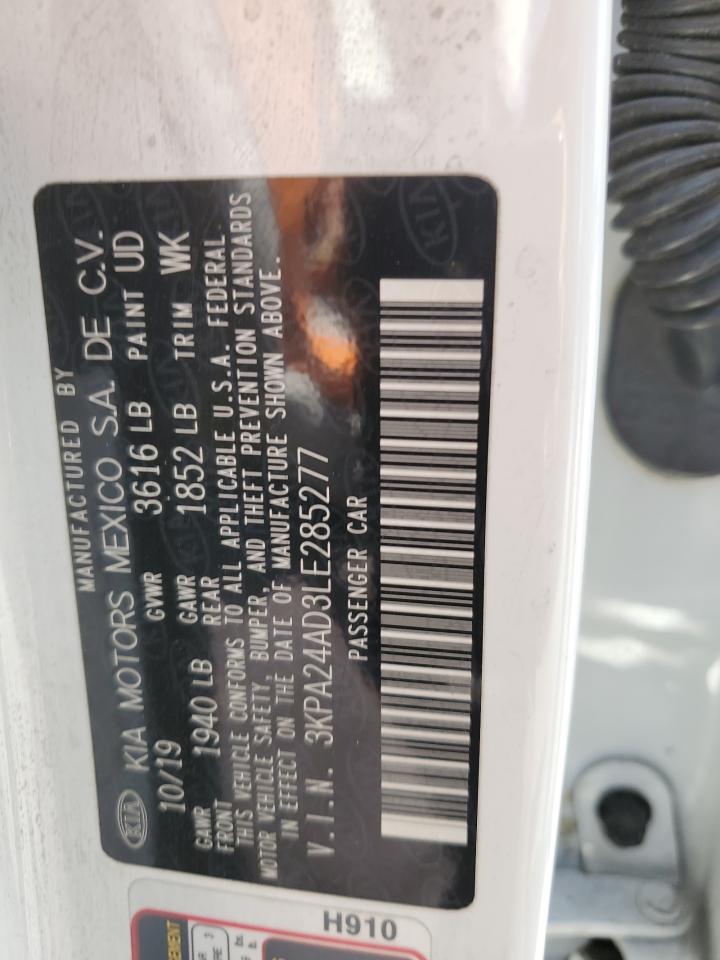 MANUFACTURED BY
KIA KIA MOTORS MEXICO S.A. DE C.V.
10/19 GVWR 3616 LB PAINT UD
GAWR FRONT 1940 LB GAWR REAR 1852 LB TRIM WK
THIS VEHICLE CONFORMS TO ALL APPLICABLE U.S.A. FEDERAL
MOTOR VEHICLE SAFETY, BUMPER, AND THEFT PREVENTION STANDARDS
IN EFFECT ON THE DATE OF MANUFACTURE SHOWN ABOVE.
V.I.N. 3KPA24AD3LE285277
PASSENGER CAR
H910